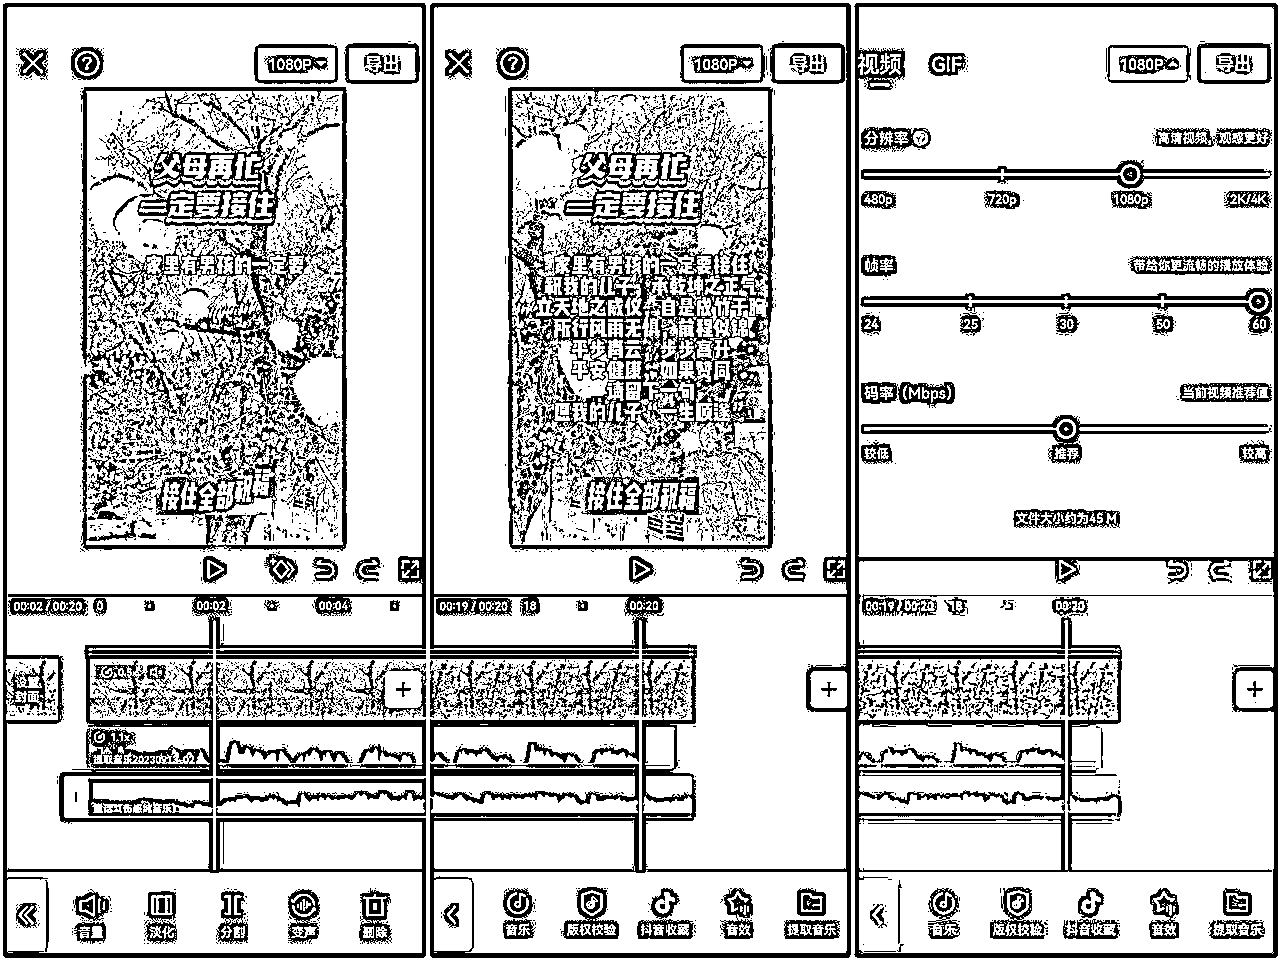 1080P
导出
父母再忙
一定要接住
家里有男孩的一定要
接住全部祝福
00:02 / 00:20
0
00:02
00:04
设置
封面
1.1x
音量
淡化
分割
变声
删除
1080P
导出
父母再忙
一定要接住
家里有男孩的一定要接住
祝我的儿子 承乾坤之正气
立天地之威仪 自是成竹于胸
所行风雨无惧 前程似锦
平步青云 步步高升
平安健康 如果赞同
请留下一句
愿我的儿子 一生顺遂
接住全部祝福
00:19 / 00:20
18
00:20
音乐
版权校验
抖音收藏
音效
提取音乐
视频
GIF
1080P
导出
分辨率
高清视频，观感更好
480p
720p
1080p
2K/4K
帧率
带给你更流畅的播放体验
24
25
30
50
60
码率 (Mbps)
当前视频推荐值
较低
推荐
较高
文件大小约为45 M
00:19 / 00:20
18
00:20
音乐
版权校验
抖音收藏
音效
提取音乐